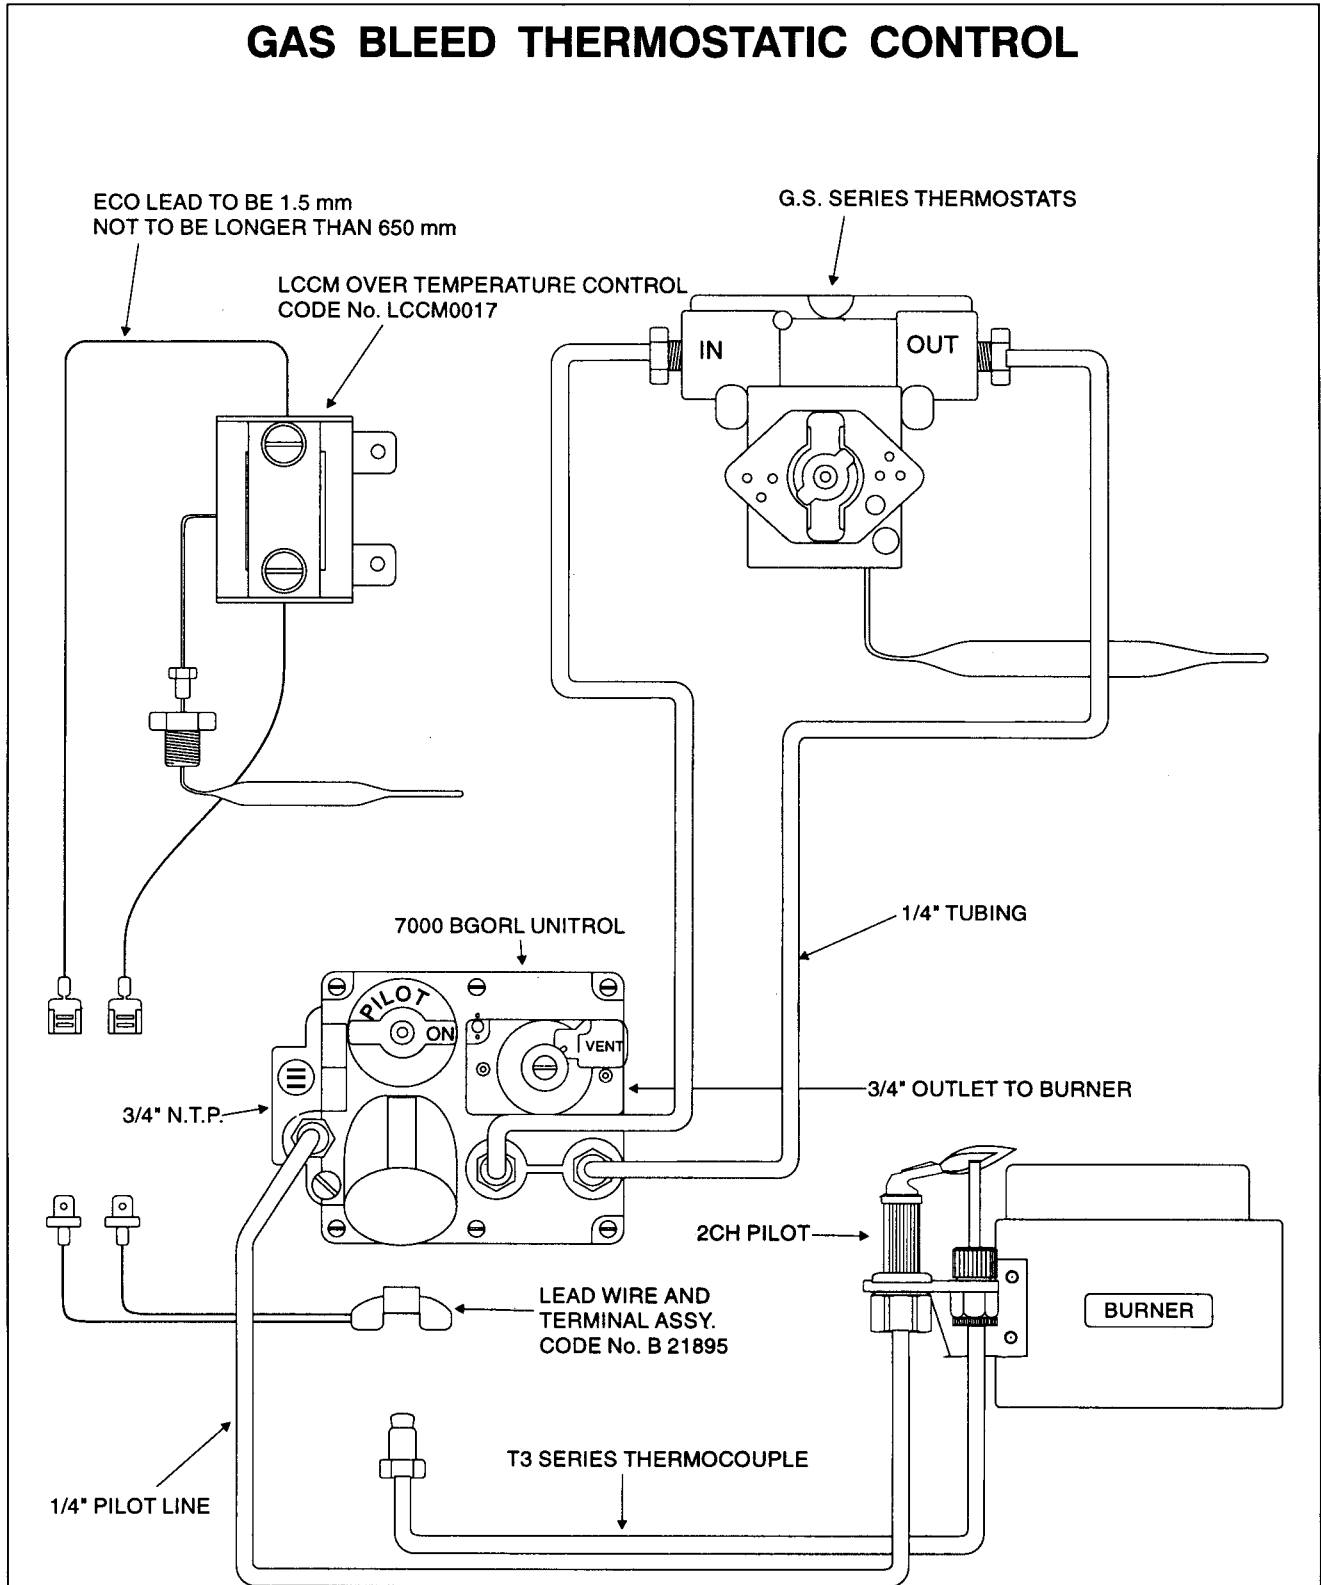 GAS BLEED THERMOSTATIC CONTROL
ECO LEAD TO BE 1.5 mm
NOT TO BE LONGER THAN 650 mm
G.S. SERIES THERMOSTATS
LCCM OVER TEMPERATURE CONTROL
CODE No. LCCM0017
IN
OUT
1/4" TUBING
7000 BGORL UNITROL
PILOT
ON
VENT
3/4" OUTLET TO BURNER
3/4" N.T.P.
2CH PILOT
LEAD WIRE AND
TERMINAL ASSY.
CODE No. B 21895
BURNER
T3 SERIES THERMOCOUPLE
1/4" PILOT LINE